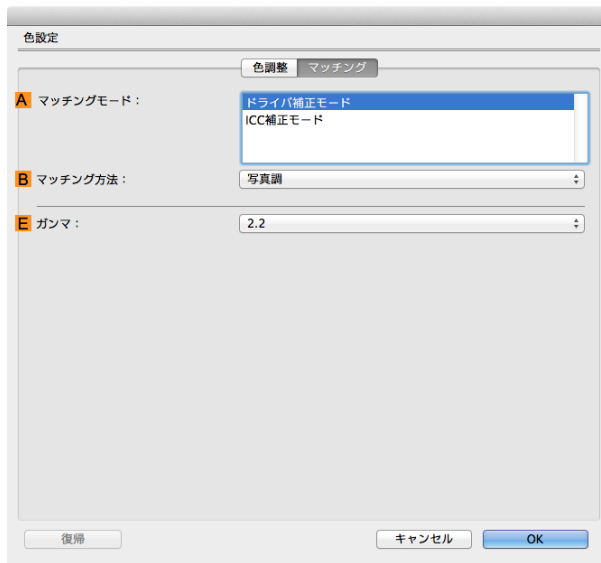 色設定
色調整 マッチング
A マッチングモード：
ドライバ補正モード
ICC補正モード
B マッチング方法：
写真調
E ガンマ：
2.2
復帰
キャンセル
OK